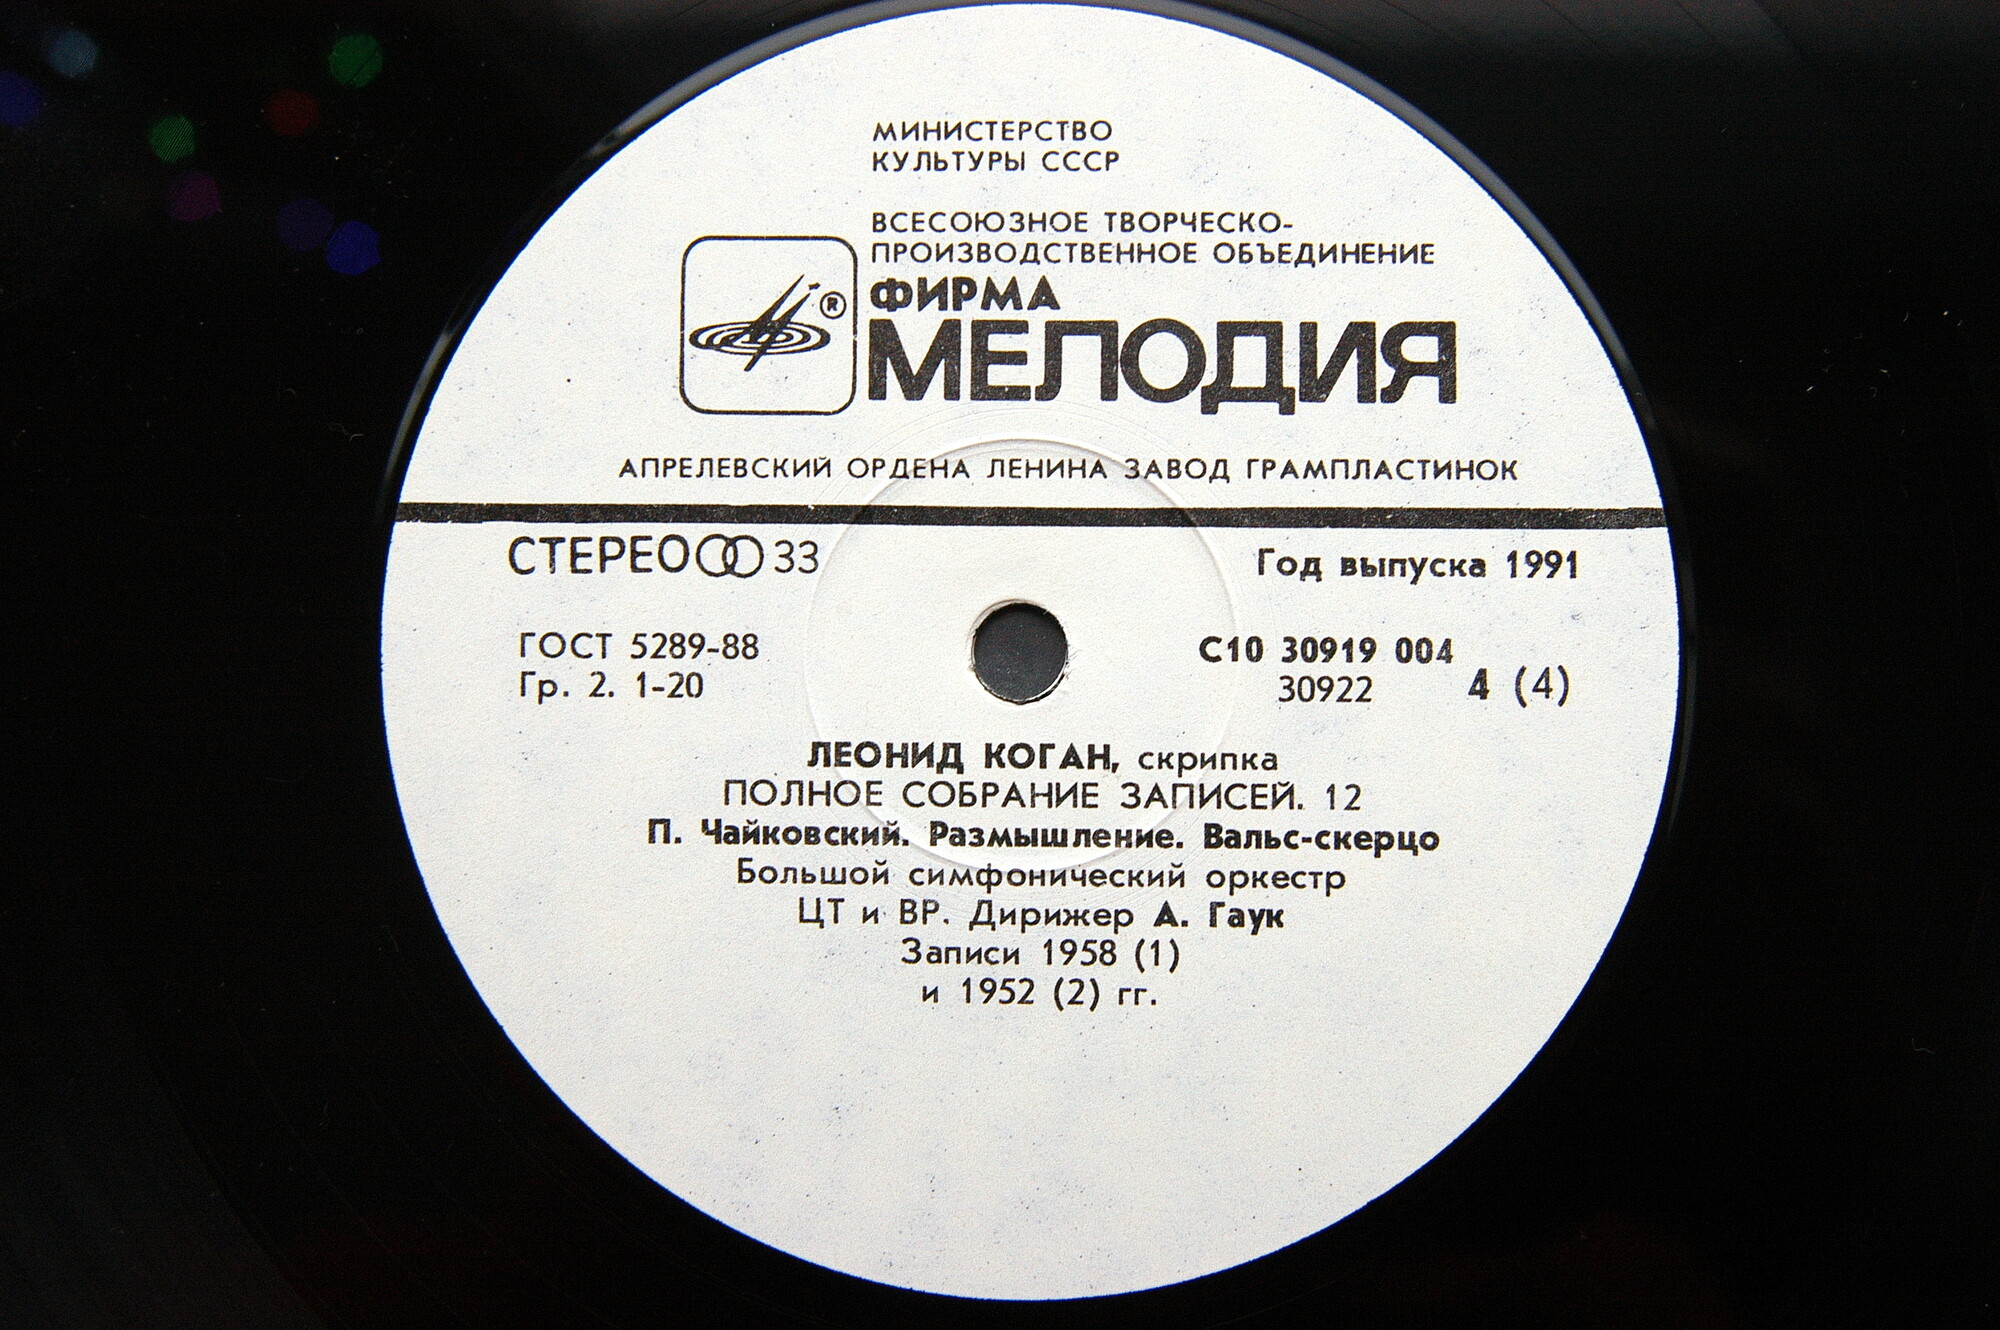 МИНИСТЕРСТВО
КУЛЬТУРЫ СССР
ВСЕСОЮЗНОЕ ТВОРЧЕСКО-
ПРОИЗВОДСТВЕННОЕ ОБЪЕДИНЕНИЕ
ФИРМА
®
МЕЛОДИЯ
АПРЕЛЕВСКИЙ ОРДЕНА ЛЕНИНА ЗАВОД ГРАМПЛАСТИНОК
СТЕРЕО 33
Год выпуска 1991
ГОСТ 5289-88
Гр. 2. 1-20
С10 30919 004
30922 4 (4)
ЛЕОНИД КОГАН, скрипка
ПОЛНОЕ СОБРАНИЕ ЗАПИСЕЙ. 12
П. Чайковский. Размышление. Вальс-скерцо
Большой симфонический оркестр
ЦТ и ВР. Дирижер А. Гаук
Записи 1958 (1)
и 1952 (2) гг.